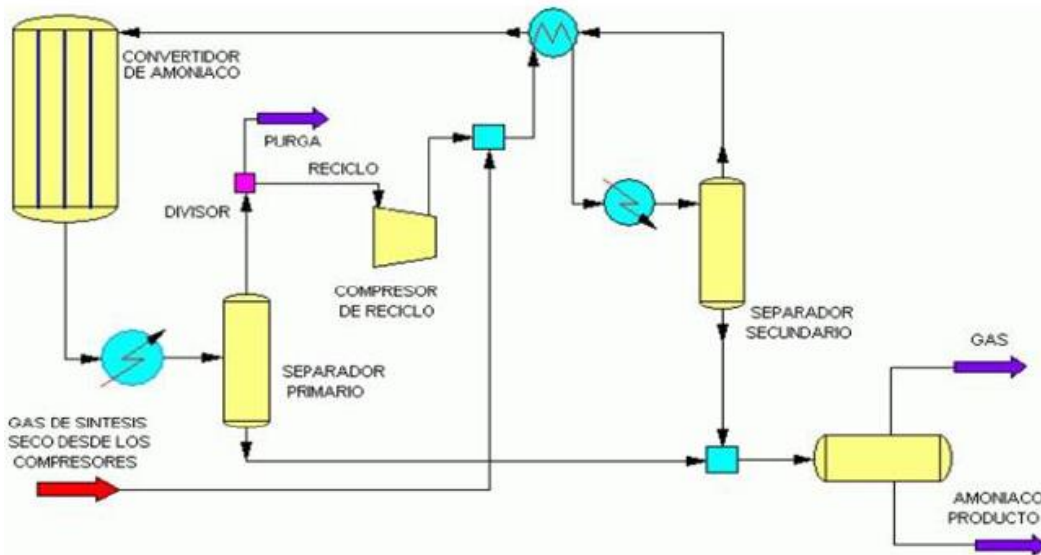 CONVERTIDOR
DE AMONIACO
PURGA
RECICLO
DIVISOR
COMPRESOR
DE RECICLO
SEPARADOR
SECUNDARIO
SEPARADOR
PRIMARIO
GAS
GAS DE SINTESIS
SECO DESDE LOS
COMPRESORES
AMONIACO
PRODUCTO